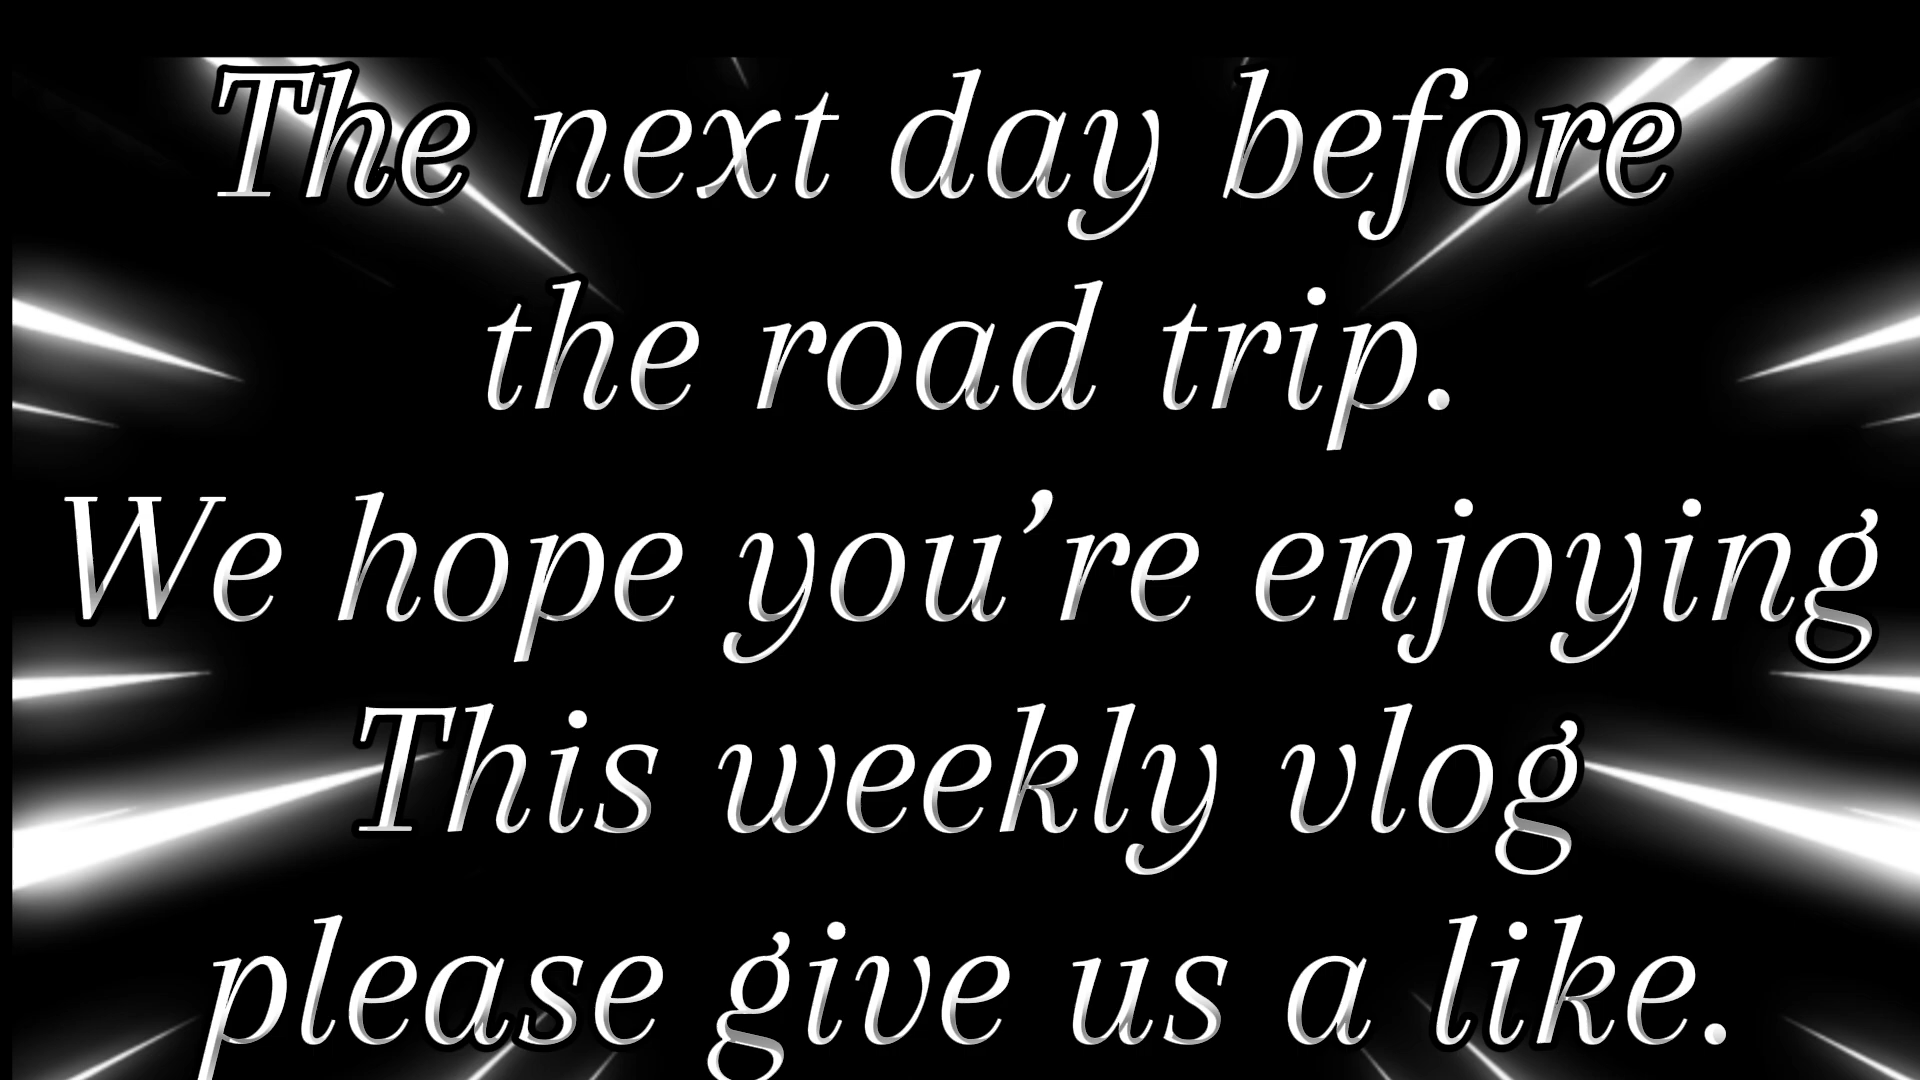 The next day before
the road trip.
We hope you’re enjoying
This weekly vlog
please give us a like.